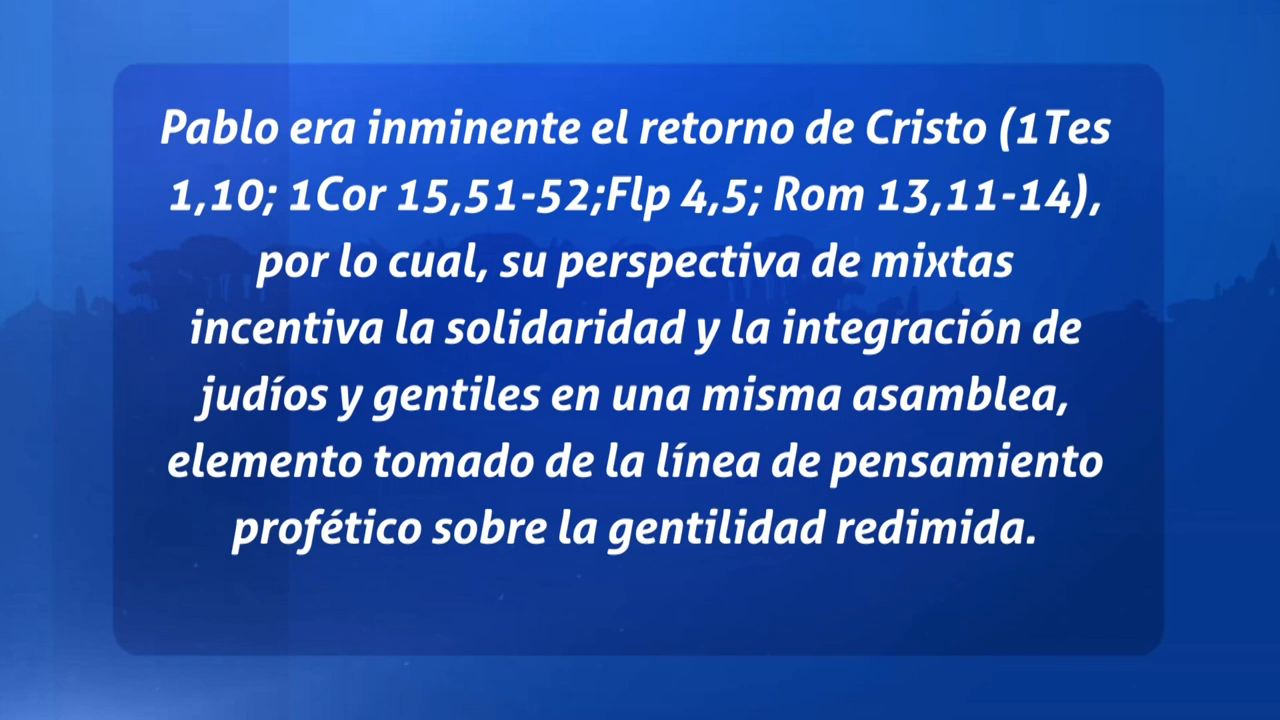 Pablo era inminente el retorno de Cristo (1Tes
1,10; 1Cor 15,51-52;Flp 4,5; Rom 13,11-14),
por lo cual, su perspectiva de mixtas
incentiva la solidaridad y la integración de
judíos y gentiles en una misma asamblea,
elemento tomado de la línea de pensamiento
profético sobre la gentilidad redimida.